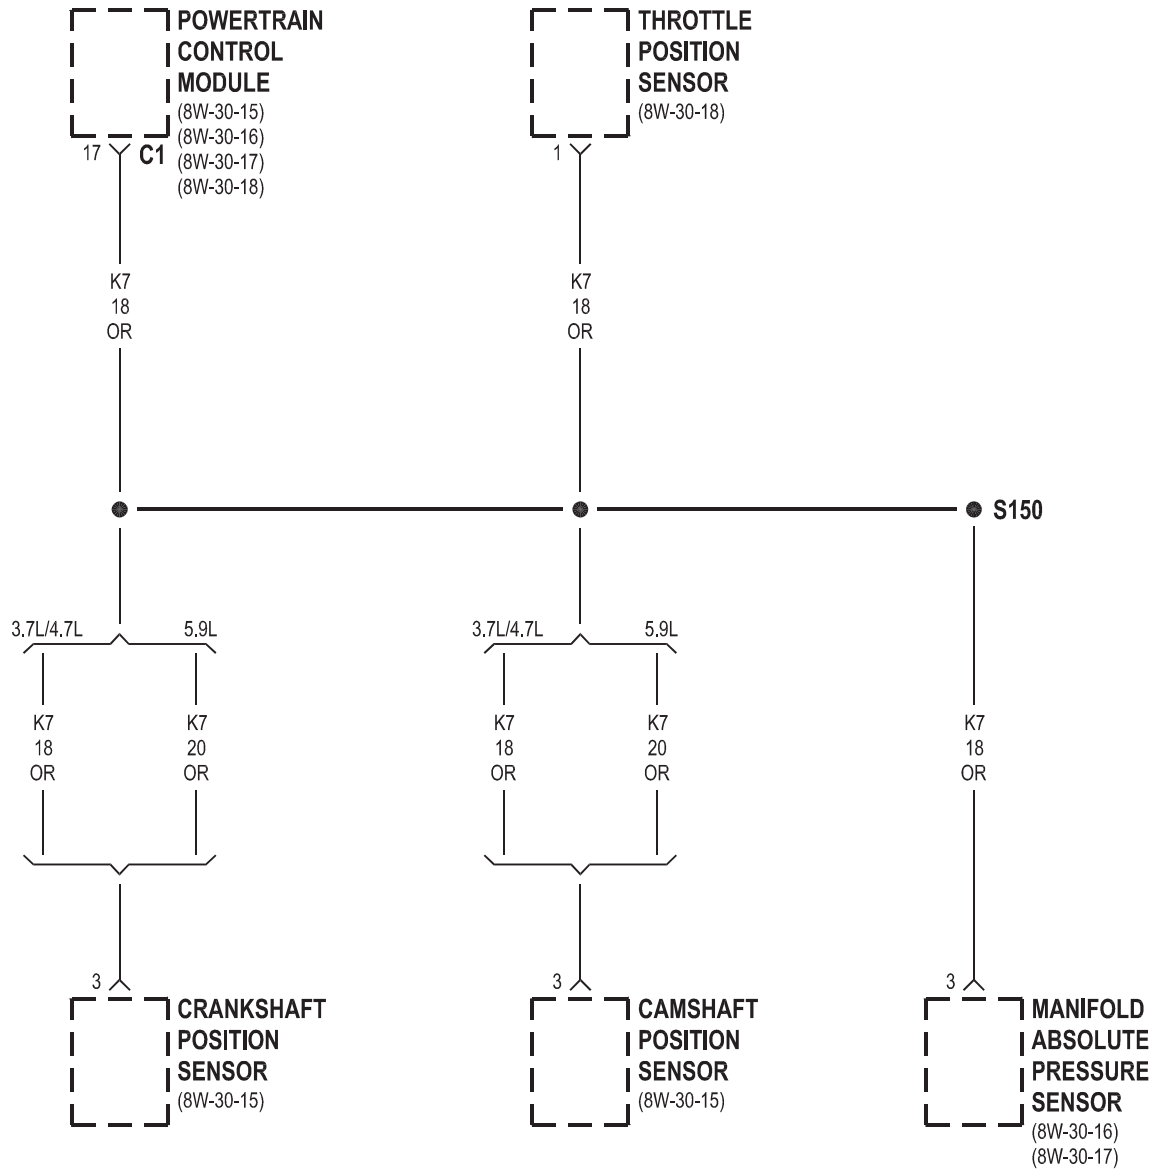 POWERTRAIN
CONTROL
MODULE
(8W-30-15)
(8W-30-16)
(8W-30-17)
(8W-30-18)
17
C1
THROTTLE
POSITION
SENSOR
(8W-30-18)
1
K7
18
OR
K7
18
OR
S150
3.7L/4.7L
5.9L
3.7L/4.7L
5.9L
K7
18
OR
K7
20
OR
K7
18
OR
K7
20
OR
K7
18
OR
3
CRANKSHAFT
POSITION
SENSOR
(8W-30-15)
3
CAMSHAFT
POSITION
SENSOR
(8W-30-15)
3
MANIFOLD
ABSOLUTE
PRESSURE
SENSOR
(8W-30-16)
(8W-30-17)